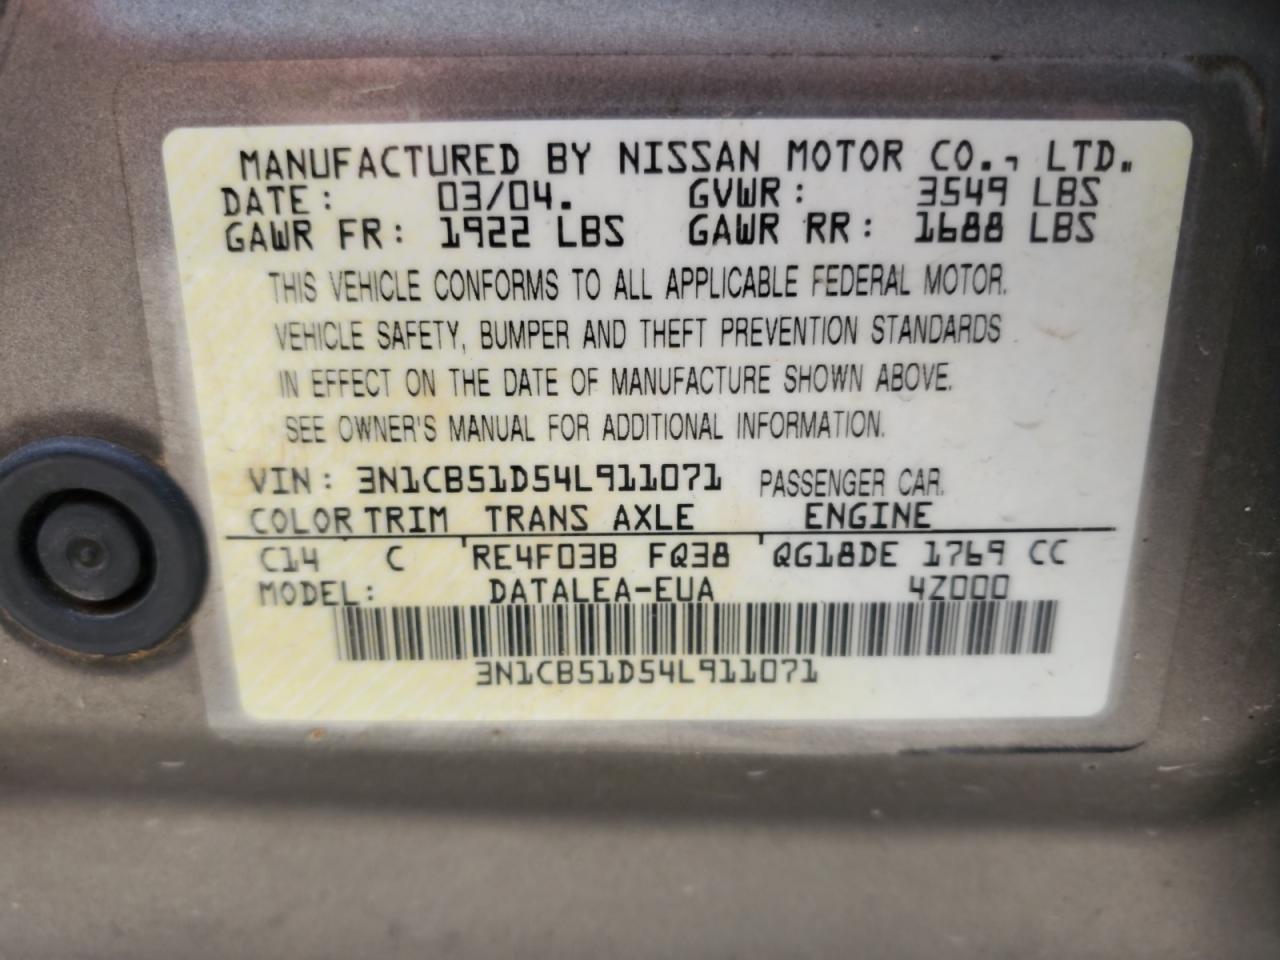 MANUFACTURED BY NISSAN MOTOR CO., LTD.
DATE: 03/04. GVWR: 3549 LBS
GAWR FR: 1922 LBS GAWR RR: 1688 LBS
THIS VEHICLE CONFORMS TO ALL APPLICABLE FEDERAL MOTOR.
VEHICLE SAFETY, BUMPER AND THEFT PREVENTION STANDARDS
IN EFFECT ON THE DATE OF MANUFACTURE SHOWN ABOVE.
SEE OWNER'S MANUAL FOR ADDITIONAL INFORMATION.
VIN: 3N1CB51D54L911071 PASSENGER CAR.
COLOR TRIM TRANS AXLE ENGINE
C14 C RE4F03B FQ38 QG18DE 1769 CC
MODEL: DATALEA-EUA 4Z000
3N1CB51D54L911071